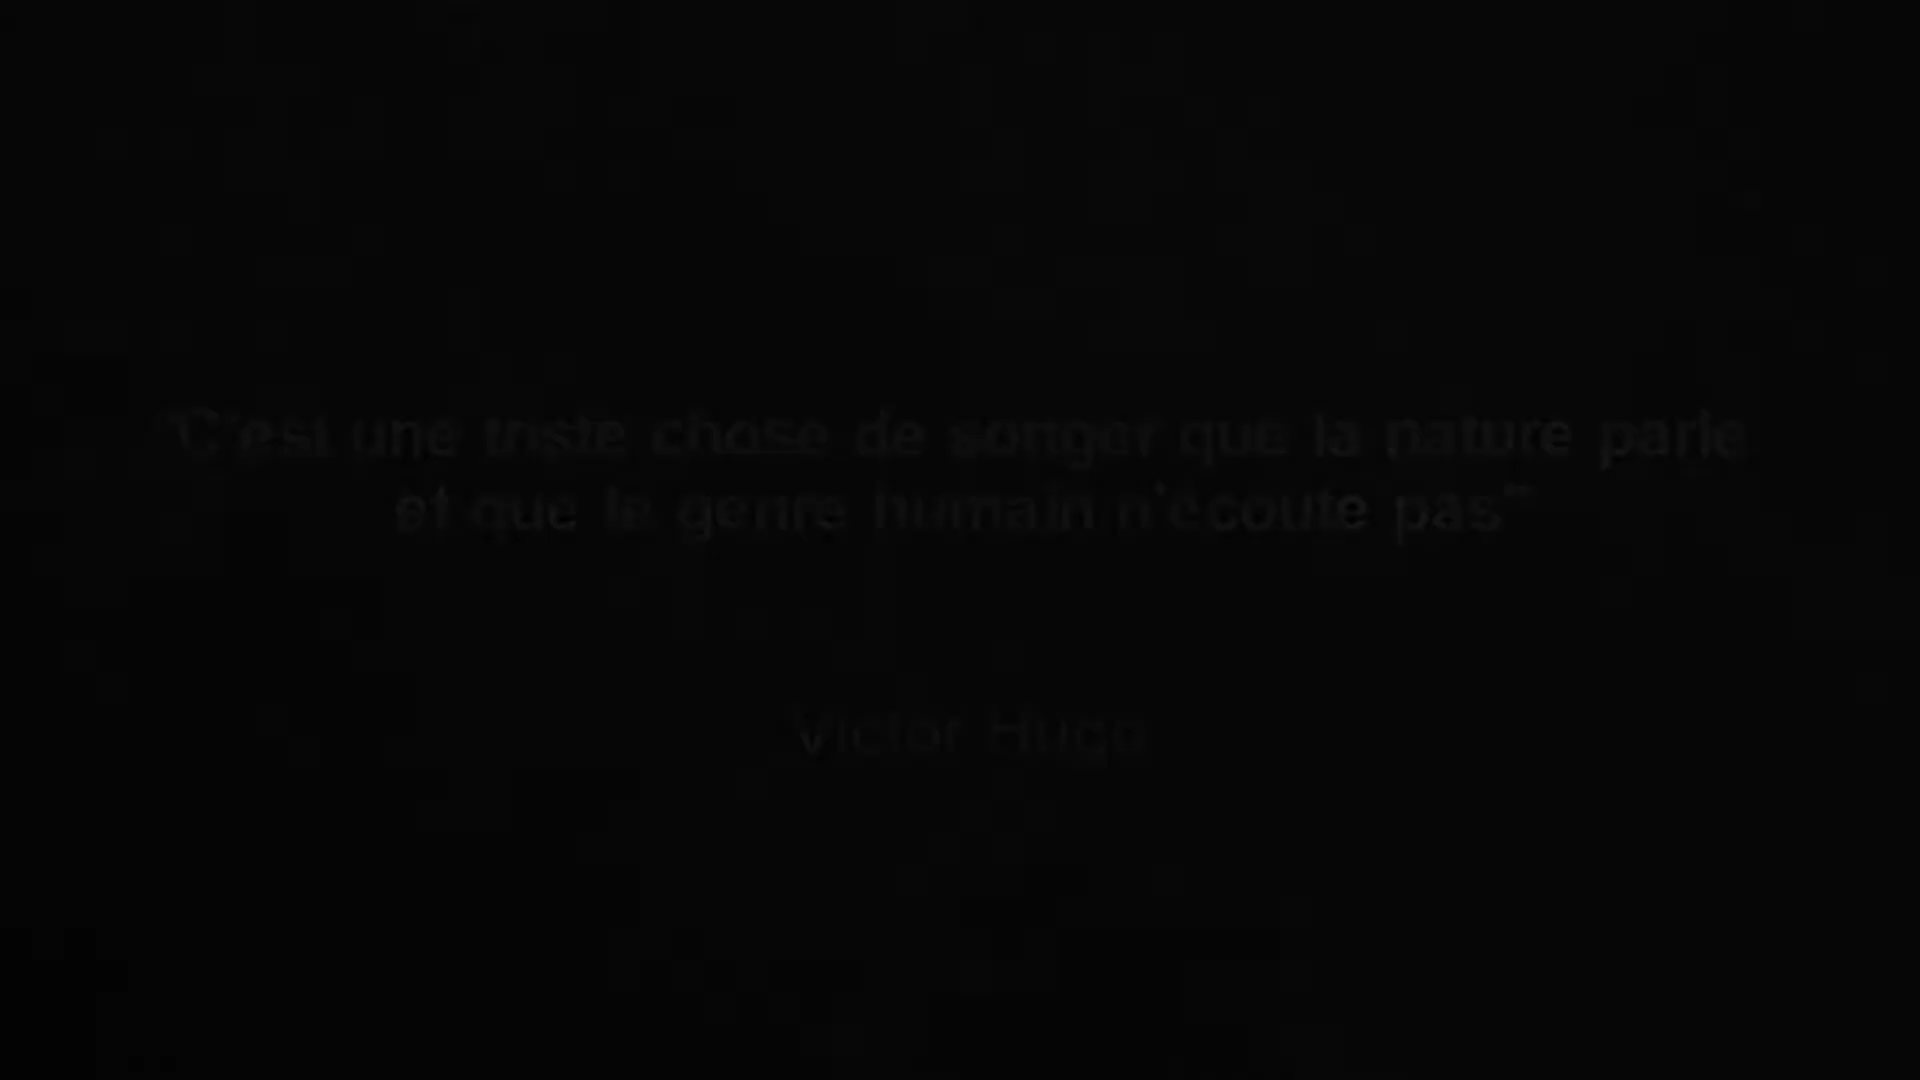 "C'est une triste chose de songer que la nature parle
et que le genre humain n'écoute pas"
Victor Hugo